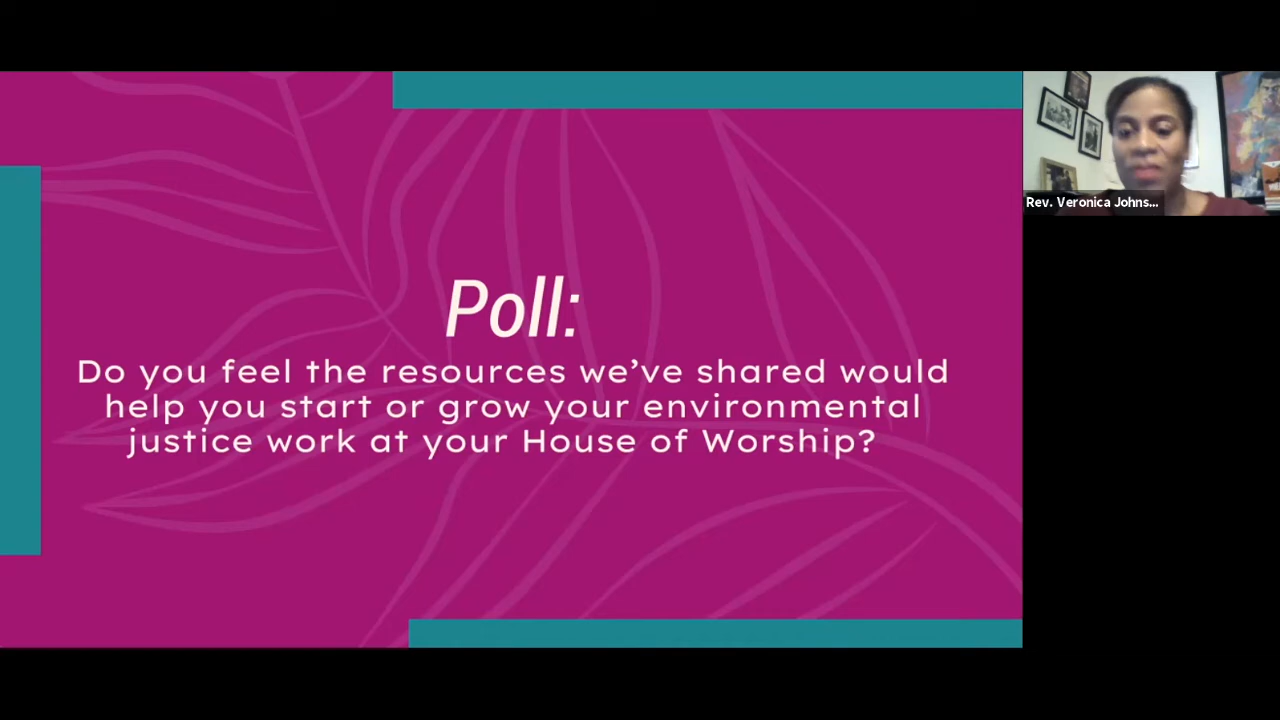 Poll:
Do you feel the resources we've shared would
help you start or grow your environmental
justice work at your House of Worship?
Rev. Veronica Johns...